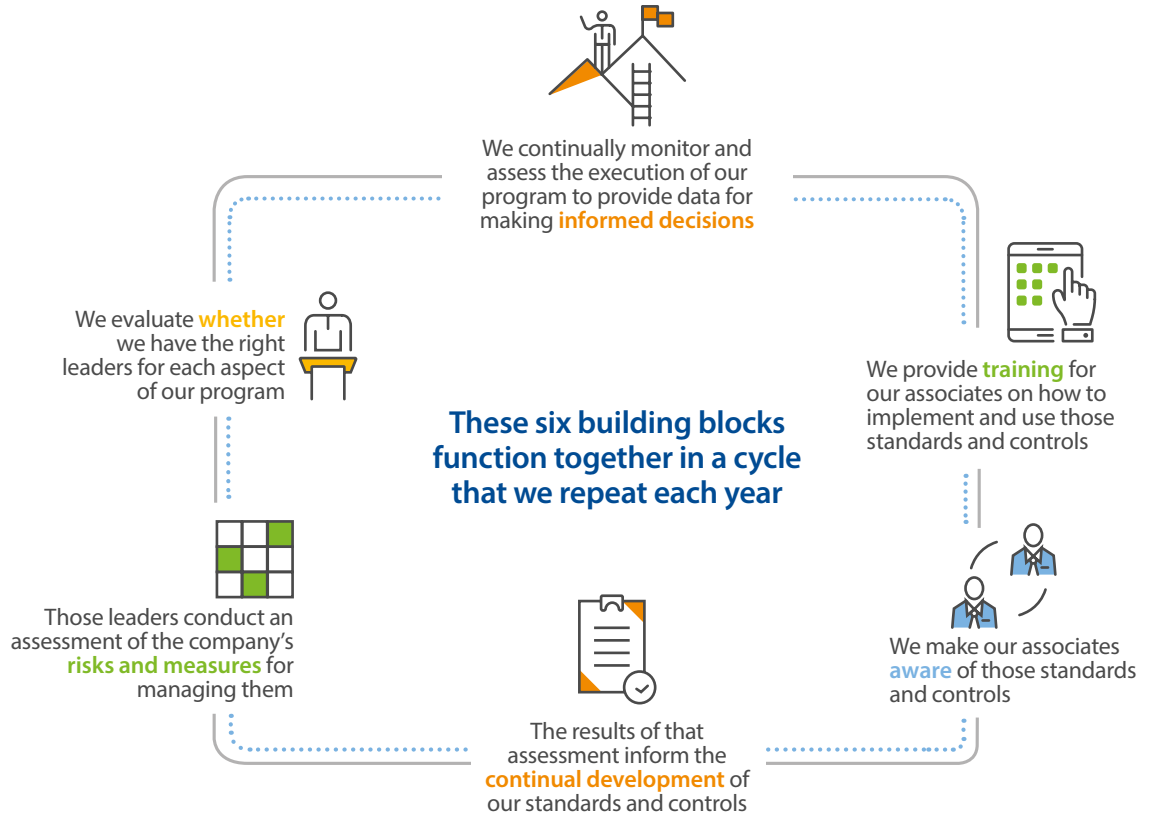 We continually monitor and
assess the execution of our
program to provide data for
making informed decisions
We evaluate whether
we have the right
leaders for each aspect
of our program
We provide training for
our associates on how to
implement and use those
standards and controls
These six building blocks
function together in a cycle
that we repeat each year
Those leaders conduct an
assessment of the company’s
risks and measures for
managing them
We make our associates
aware of those standards
and controls
The results of that
assessment inform the
continual development of
our standards and controls